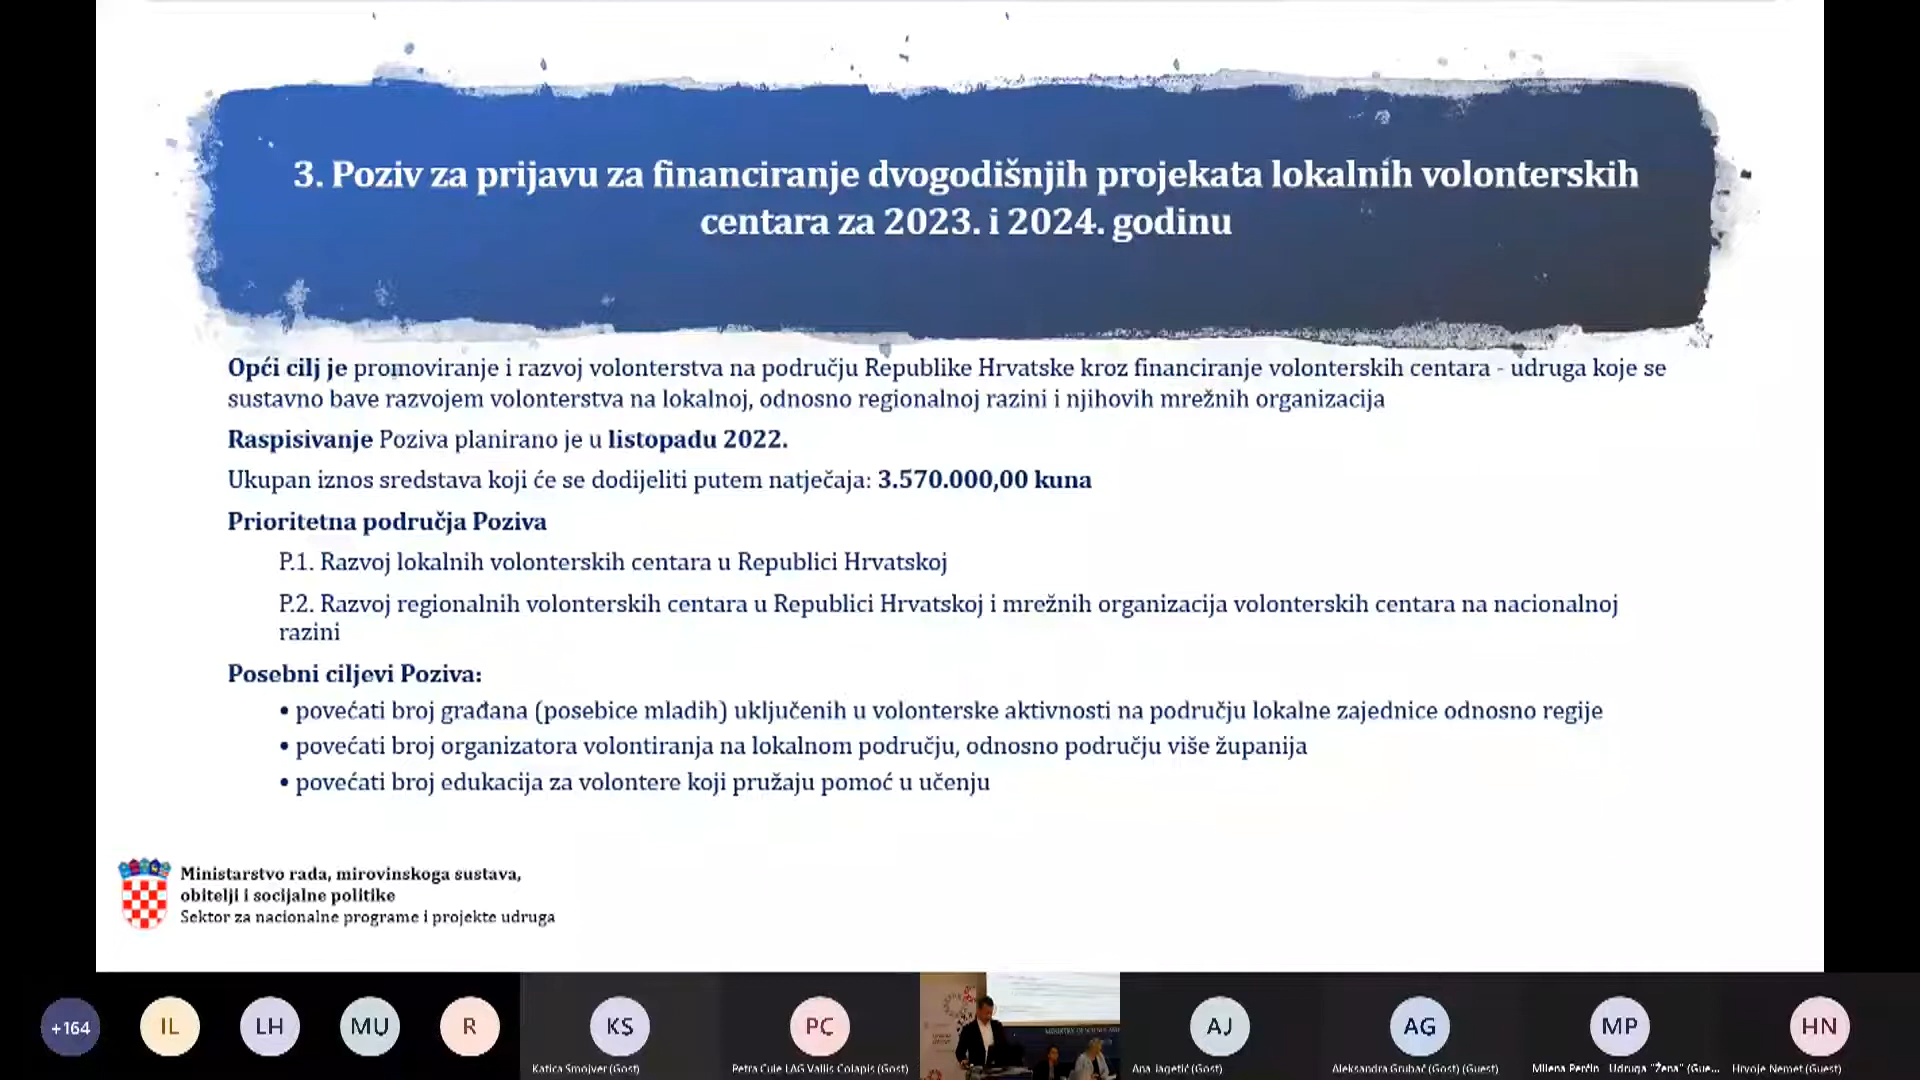 3. Poziv za prijavu za financiranje dvogodišnjih projekata lokalnih volonterskih
centara za 2023. i 2024. godinu
Opći cilj je promoviranje i razvoj volonterstva na području Republike Hrvatske kroz financiranje volonterskih centara - udruga koje se
sustavno bave razvojem volonterstva na lokalnoj, odnosno regionalnoj razini i njihovih mrežnih organizacija
Raspisivanje Poziva planirano je u listopadu 2022.
Ukupan iznos sredstava koji će se dodijeliti putem natječaja: 3.570.000,00 kuna
Prioritetna područja Poziva
P.1. Razvoj lokalnih volonterskih centara u Republici Hrvatskoj
P.2. Razvoj regionalnih volonterskih centara u Republici Hrvatskoj i mrežnih organizacija volonterskih centara na nacionalnoj
razini
Posebni ciljevi Poziva:
• povećati broj građana (posebice mladih) uključenih u volonterske aktivnosti na području lokalne zajednice odnosno regije
• povećati broj organizatora volontiranja na lokalnom području, odnosno području više županija
• povećati broj edukacija za volontere koji pružaju pomoć u učenju
Ministarstvo rada, mirovinskoga sustava,
obitelji i socijalne politike
Sektor za nacionalne programe i projekte udruga
+164 IL LH MU R KS PC AJ AG MP HN
Katica Smojver (Gost) Petra Cule LAG Vallis Colapis (Gost) Ana Jagetić (Gost) Aleksandra Grubač (Gost) (Guest) Milena Perčin _Udruga "Žena" (Gue... Hrvoje Nemet (Guest)